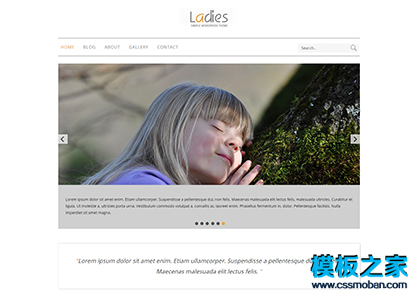 Ladies
SIMPLE WORDPRESS THEME
HOME BLOG ABOUT GALLERY CONTACT
Search...
Lorem ipsum dolor sit amet enim. Etiam ullamcorper. Suspendisse a pellentesque dui, non felis. Maecenas malesuada elit lectus felis, malesuada ultricies. Curabitur et
ligula. Ut molestie a, ultricies porta urna. Vestibulum commodo volutpat a, convallis ac, laoreet enim. Phasellus fermentum in, dolor. Pellentesque facilisis. Nulla
imperdiet sit amet magna.
"Lorem ipsum dolor sit amet enim. Etiam ullamcorper. Suspendisse a pellentesque
Maecenas malesuada elit lectus felis. "
模板之家
www.cssmoban.com